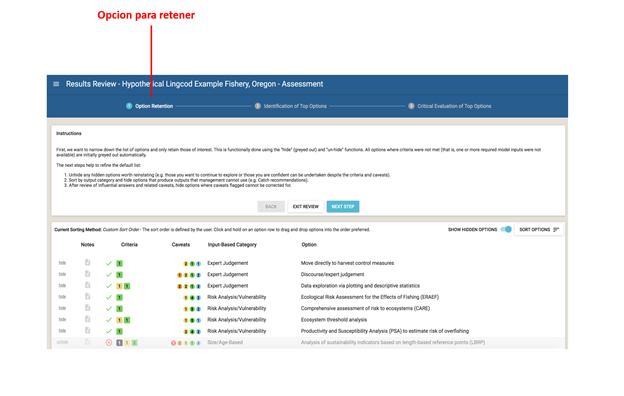 Opcion para retener
Results Review - Hypothetical Lingcod Example Fishery, Oregon - Assessment
1 Option Retention
2 Identification of Top Options
3 Critical Evaluation of Top Options
Instructions
First, we want to narrow down the list of options and only retain those of interest. This is functionally done using the "hide" (greyed out) and "un-hide" functions. All options where criteria were not met (that is, one or more required model inputs were not
available) are initially greyed out automatically.
The next steps help to refine the default list:
1. Unhide any hidden options worth reinstating (e.g. those you want to continue to explore or those you are confident can be undertaken despite the criteria and caveats).
2. Sort by output category and hide options that produce outputs that management cannot use (e.g. Catch recommendations).
3. After review of influential answers and related caveats, hide options where caveats flagged cannot be corrected for.
BACK EXIT REVIEW NEXT STEP
Current Sorting Method: Custom Sort Order - The sort order is defined by the user. Click and hold on an option row to drag and drop options into the order preferred. SHOW HIDDEN OPTIONS SORT OPTIONS
Notes Criteria Caveats Input-Based Category Option
hide 1 2 5 1 Expert Judgement Move directly to harvest control measures
hide 1 Expert Judgement Discourse/expert judgement
hide 1 1 Expert Judgement Data exploration via plotting and descriptive statistics
hide 1 1 4 2 Risk Analysis/Vulnerability Ecological Risk Assessment for the Effects of Fishing (ERAEF)
hide 1 Risk Analysis/Vulnerability Comprehensive assessment of risk to ecosystems (CARE)
hide 1 1 Risk Analysis/Vulnerability Ecosystem threshold analysis
hide 1 3 4 2 Risk Analysis/Vulnerability Productivity and Susceptibility Analysis (PSA) to estimate risk of overfishing
unhide 1 1 2 Size/Age-Based Analysis of sustainability indicators based on length-based reference points (LBRP)